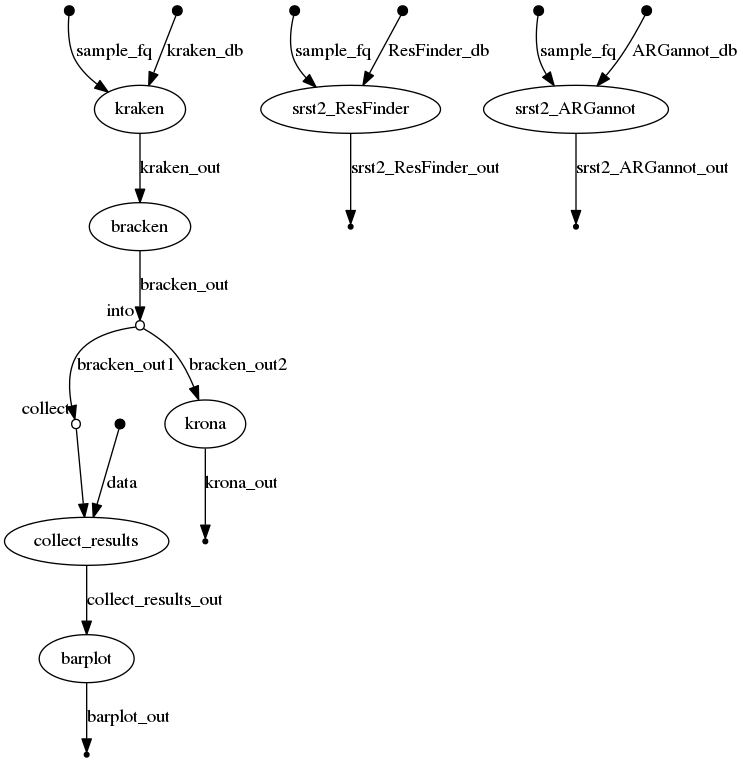 sample_fq
kraken_db
sample_fq
ResFinder_db
sample_fq
ARGannot_db
kraken
srst2_ResFinder
srst2_ARGannot
kraken_out
srst2_ResFinder_out
srst2_ARGannot_out
bracken
bracken_out
into
bracken_out1
bracken_out2
collect
krona
data
krona_out
collect_results
collect_results_out
barplot
barplot_out